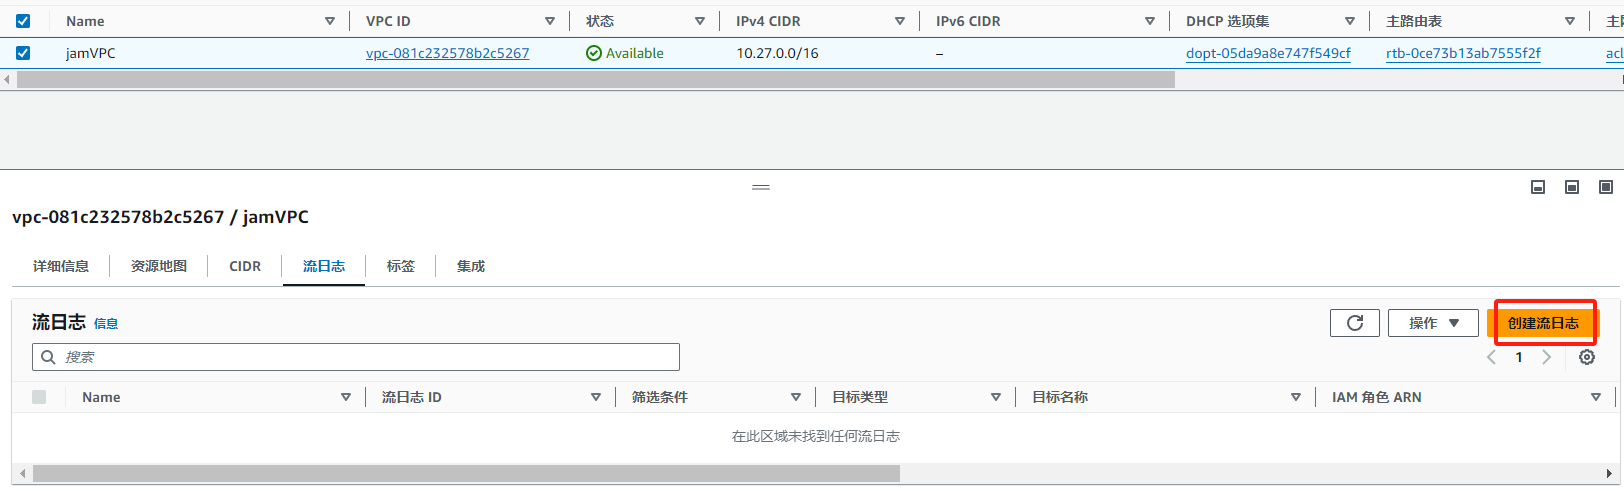 Name VPC ID 状态 IPv4 CIDR IPv6 CIDR DHCP 选项集 主路由表
jamVPC vpc-081c232578b2c5267 Available 10.27.0.0/16 – dopt-05da9a8e747f549cf rtb-0ce73b13ab7555f2f acl
vpc-081c232578b2c5267 / jamVPC
详细信息 资源地图 CIDR 流日志 标签 集成
流日志 信息 操作 创建流日志
搜索 1
Name 流日志 ID 筛选条件 目标类型 目标名称 IAM 角色 ARN
在此区域未找到任何流日志